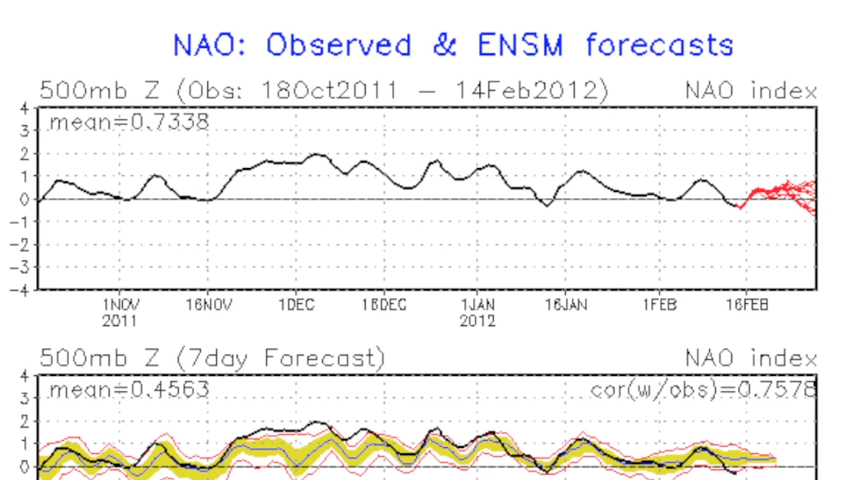 NAO: Observed & ENSM forecasts
500mb Z (Obs: 18Oct2011 – 14Feb2012) NAO index
mean=0.7338
4
3
2
1
0
-1
-2
-3
-4
1NOV 16NOV 1DEC 16DEC 1JAN 16JAN 1FEB 16FEB
2011 2012
500mb Z (7day Forecast) NAO index
mean=0.4563 cor(w/obs)=0.7578
4
3
2
1
0